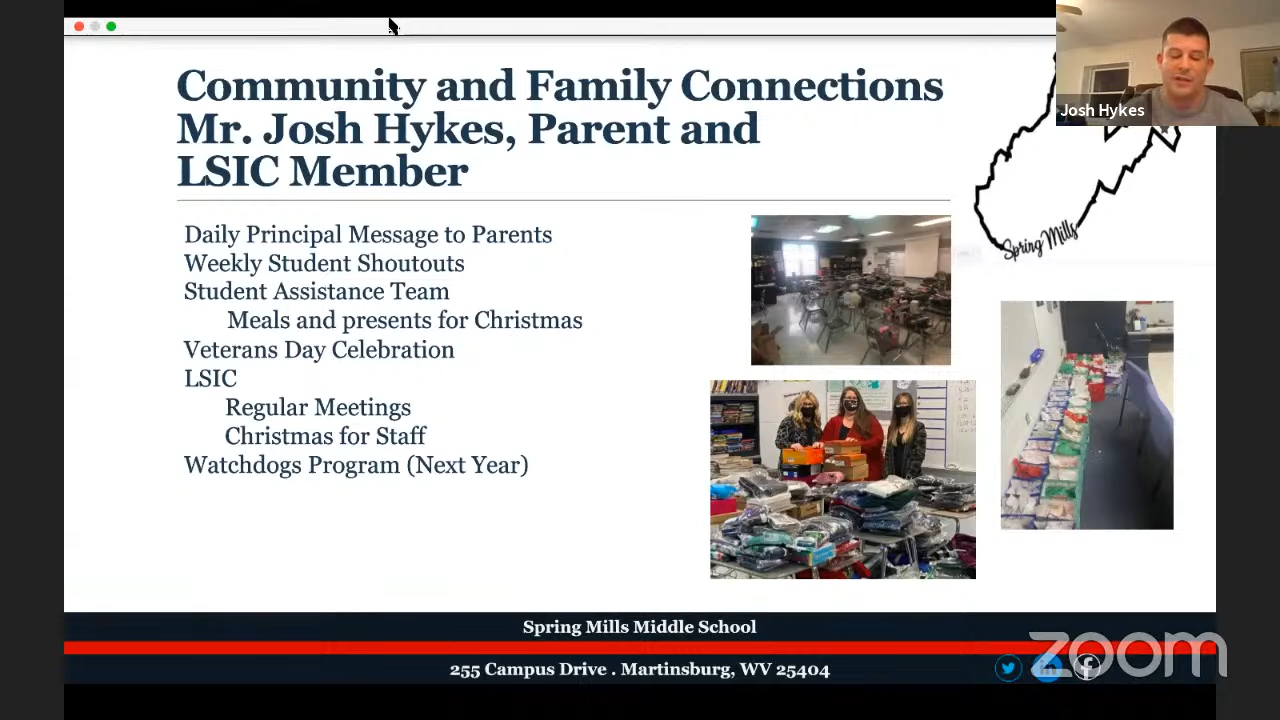 Community and Family Connections
Mr. Josh Hykes, Parent and
LSIC Member
Josh Hykes
Spring Mills
Daily Principal Message to Parents
Weekly Student Shoutouts
Student Assistance Team
Meals and presents for Christmas
Veterans Day Celebration
LSIC
Regular Meetings
Christmas for Staff
Watchdogs Program (Next Year)
Spring Mills Middle School
255 Campus Drive . Martinsburg, WV 25404
zoom